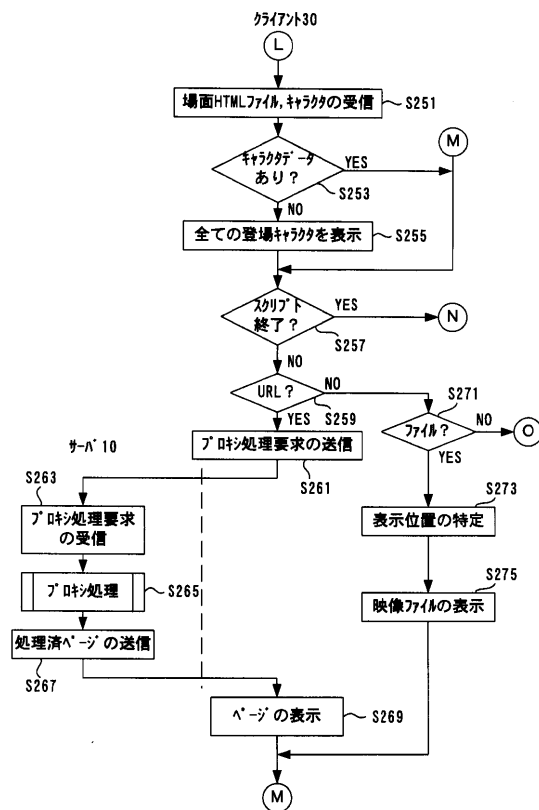 クライアント30
L
場面HTMLファイル,キャラクタの受信
S251
M
キャラクタデータ
あり？
YES
S253
NO
全ての登場キャラクタを表示
S255
スクリプト
終了？
YES
N
S257
NO
URL？
NO
S259
YES
S271
ファイル？
NO
O
YES
サーバ10
プロキシ処理要求の送信
S261
S263
プロキシ処理要求
の受信
S273
表示位置の特定
プロキシ処理
S265
S275
映像ファイルの表示
処理済ページの送信
S267
ページの表示
S269
M